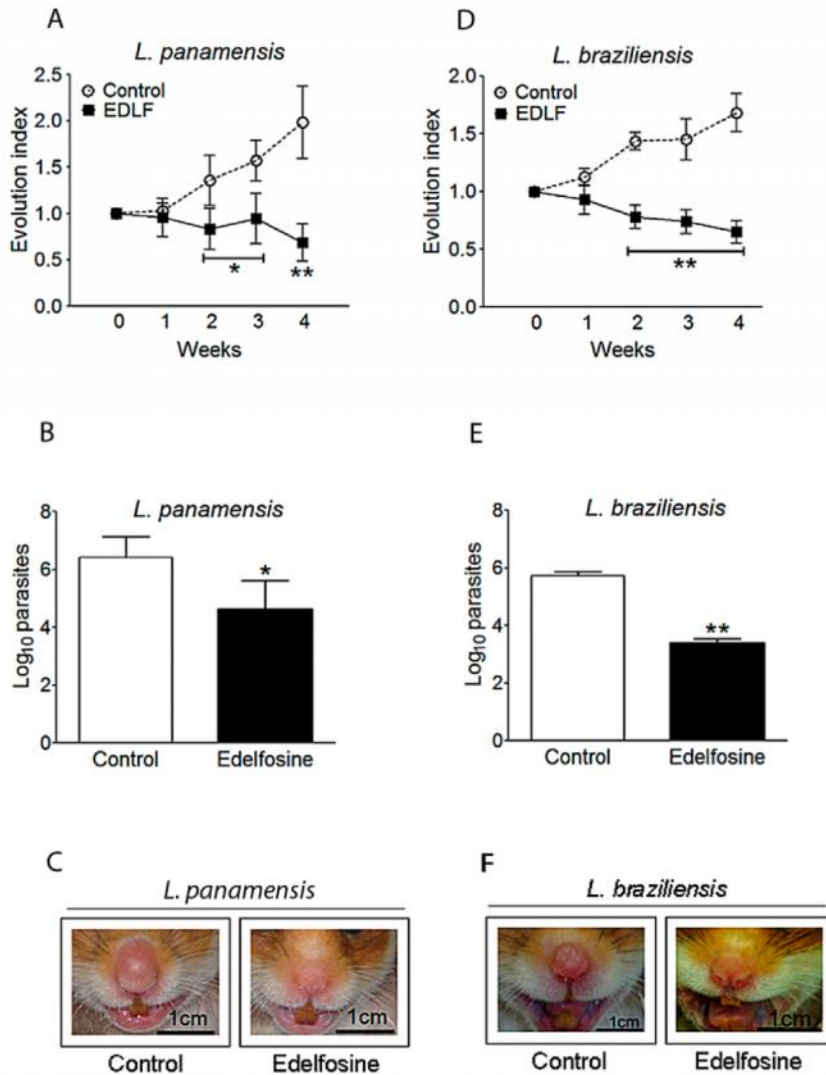 A
L. panamensis
2.5
2.0
1.5
1.0
0.5
0.0
Evolution index
Control
EDLF
*
**
0 1 2 3 4
Weeks
D
L. braziliensis
2.0
1.5
1.0
0.5
0.0
Evolution index
Control
EDLF
**
0 1 2 3 4
Weeks
B
L. panamensis
8
6
4
2
0
Log10 parasites
*
Control Edelfosine
E
L. braziliensis
8
6
4
2
0
Log10 parasites
**
Control Edelfosine
C
L. panamensis
1cm 1cm
Control Edelfosine
F
L. braziliensis
1cm 1cm
Control Edelfosine